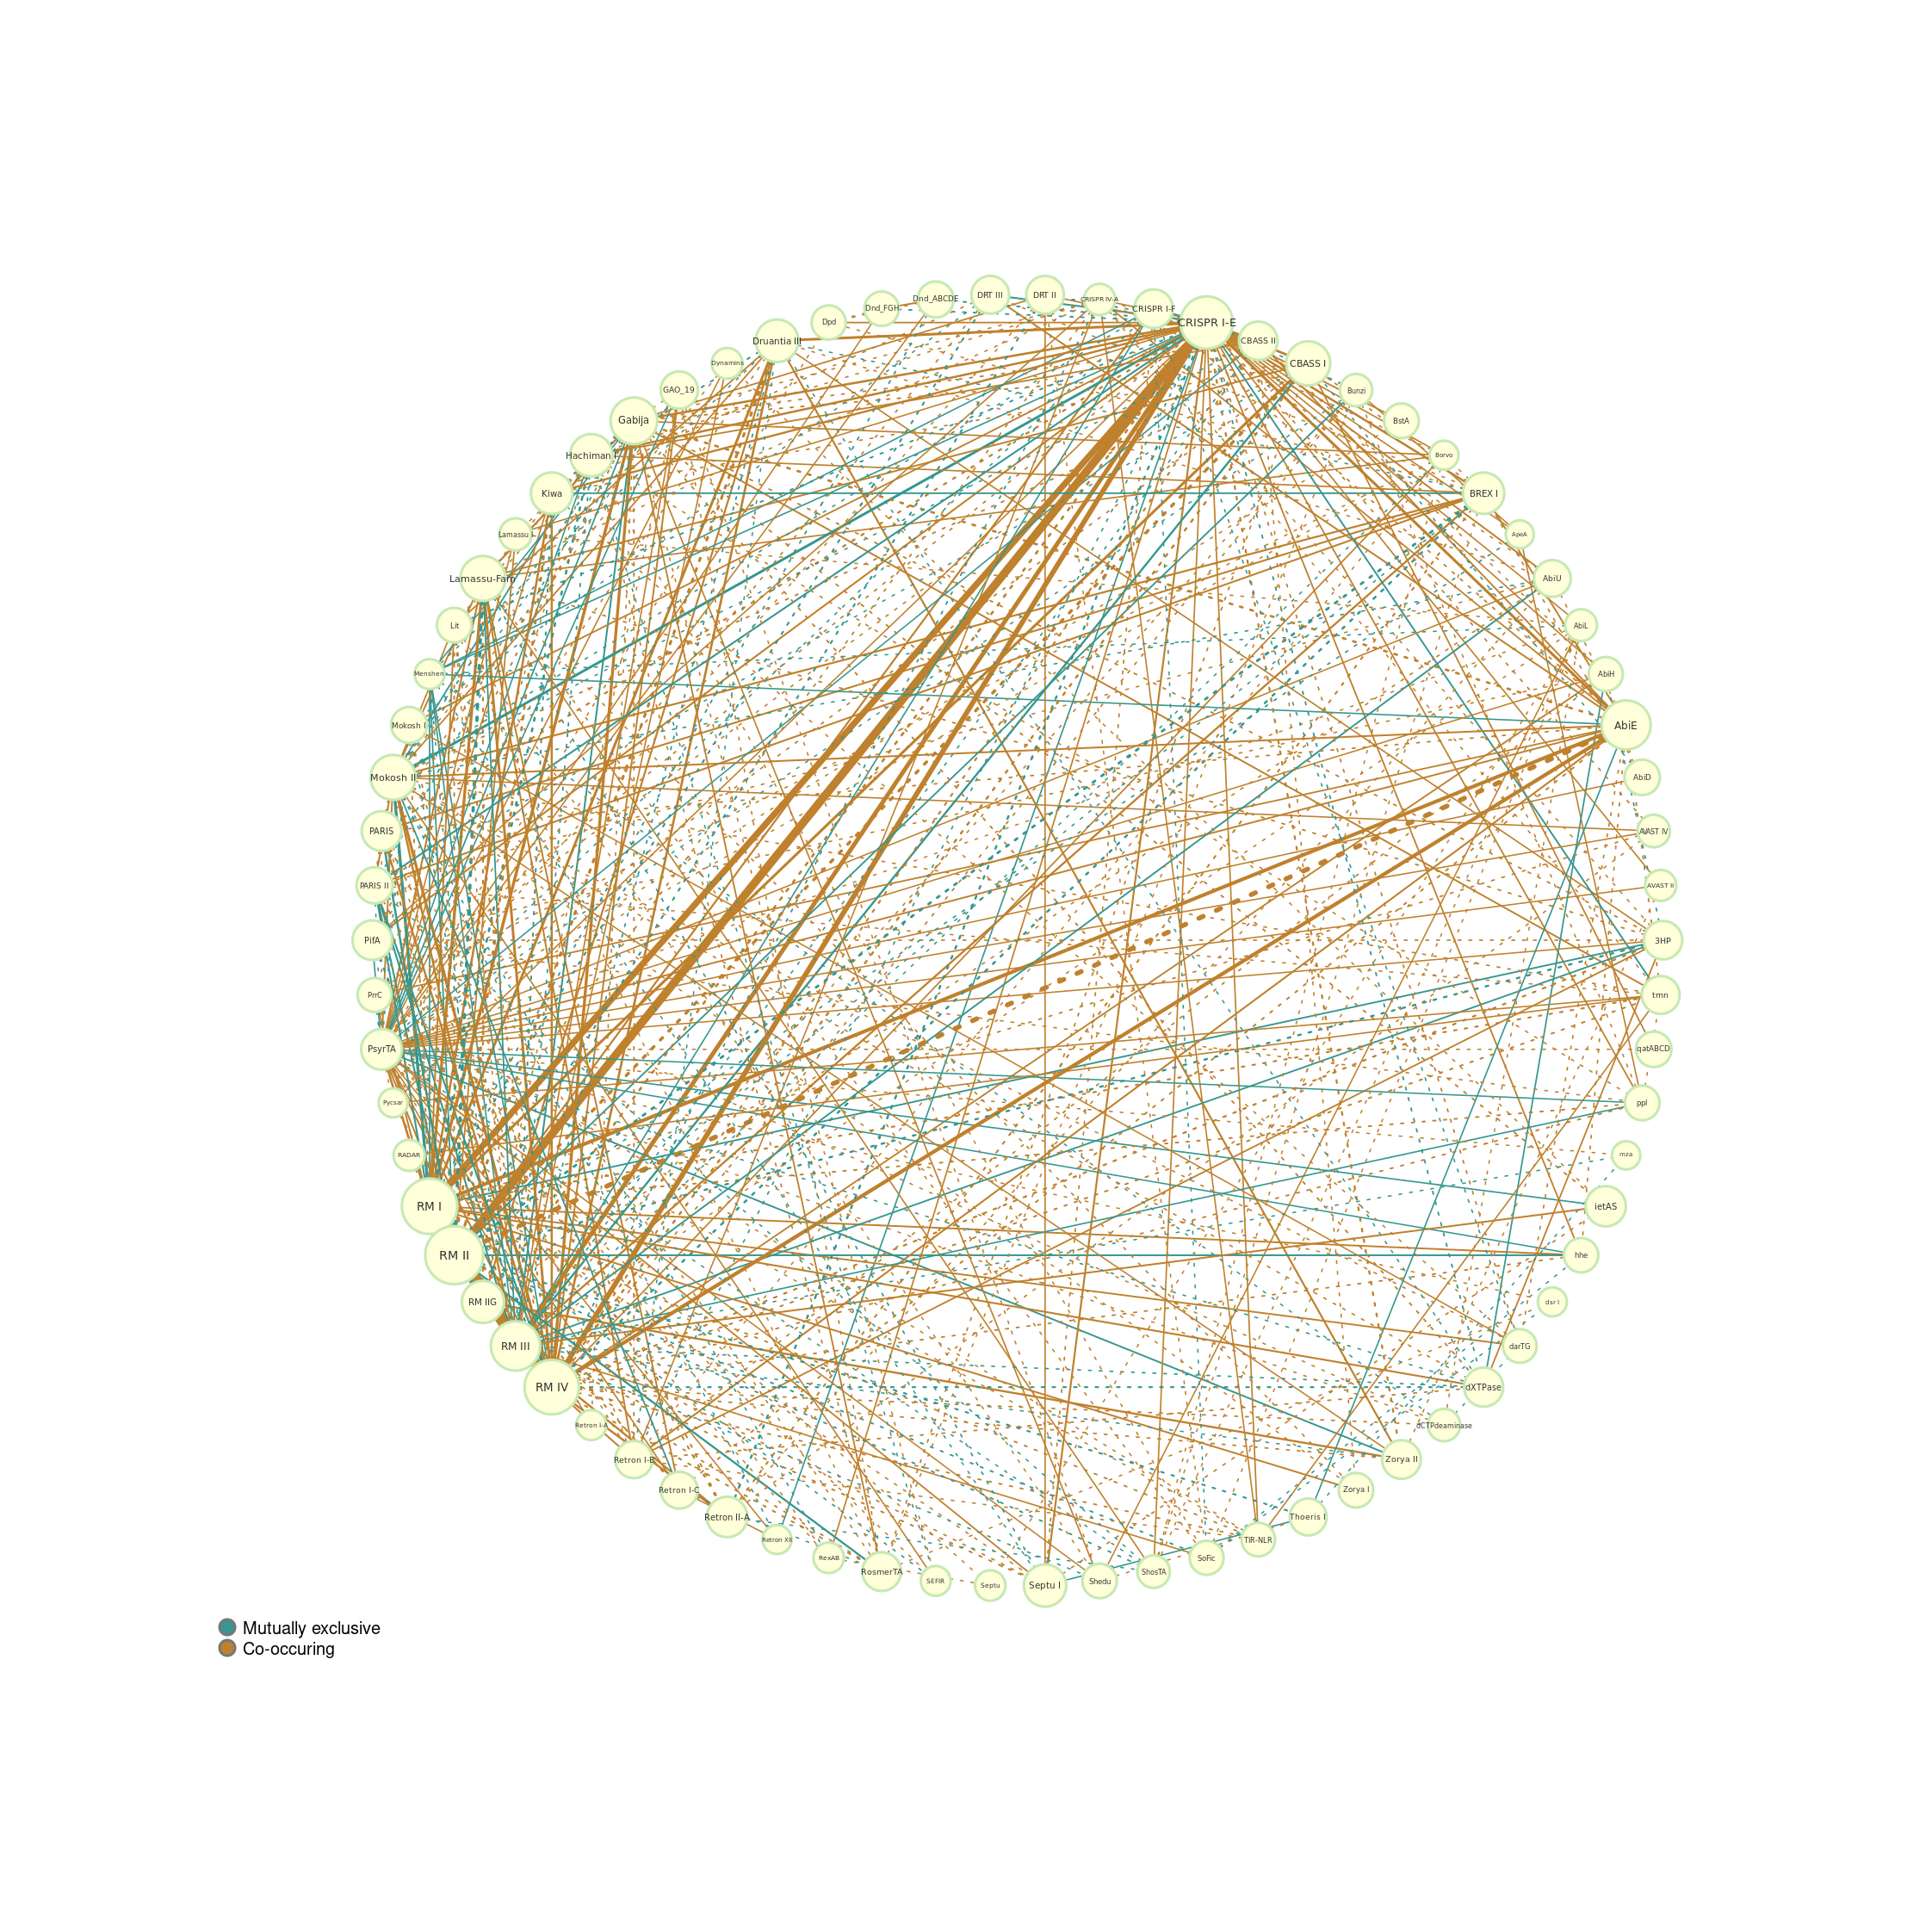 DRT III
DRT II
CRISPR IV-A
Dnd_ABCDE
Dnd_FGH
CRISPR I-F
Dpd
CRISPR I-E
Druantia III
CBASS II
Dynamins
CBASS I
GAO_19
Bunzi
Gabija
BstA
Hachiman
Borvo
Kiwa
BREX I
Lamassu I
ApeA
Lamassu-Fam
AbiU
Lit
AbiL
Menshen
AbiH
Mokosh I
AbiE
Mokosh II
AbiD
PARIS
AVAST IV
PARIS II
AVAST II
PifA
3HP
PrrC
tmn
PsyrTA
qatABCD
Pycsar
ppl
RADAR
mza
RM I
ietAS
RM II
hhe
RM IIG
dsr I
RM III
darTG
RM IV
dXTPase
Retron I-A
dCTPdeaminase
Retron I-B
Zorya II
Retron I-C
Zorya I
Retron II-A
Thoeris I
Retron XII
TIR-NLR
RexAB
SoFic
RosmerTA
ShosTA
SEFIR
Shedu
Septu
Septu I
Mutually exclusive
Co-occuring